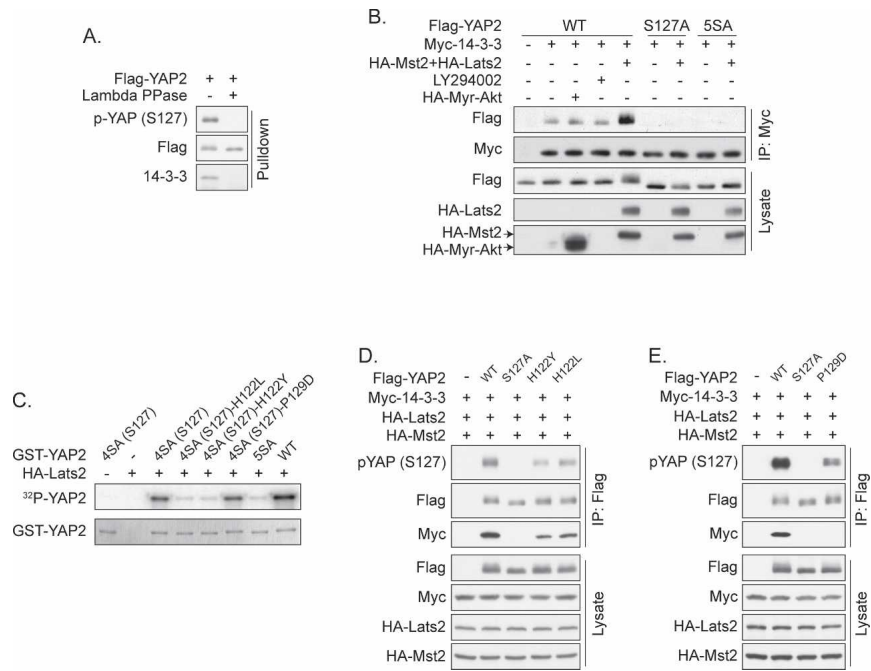 A.
Flag-YAP2 + +
Lambda PPase - +
p-YAP (S127)
Flag
14-3-3
Pulldown
B.
Flag-YAP2 WT S127A 5SA
Myc-14-3-3 - + + + + + + + +
HA-Mst2+HA-Lats2 - - - - + - + - +
LY294002 - - - + - - - - -
HA-Myr-Akt - - + - - - - - -
Flag
Myc
IP: Myc
Flag
HA-Lats2
HA-Mst2
HA-Myr-Akt
Lysate
C.
GST-YAP2 4SA (S127) - 4SA (S127) 4SA (S127)-H122L 4SA (S127)-H122Y 4SA (S127)-P129D 5SA WT
HA-Lats2 - + + + + + + +
32P-YAP2
GST-YAP2
D.
Flag-YAP2 - WT S127A H122Y H122L
Myc-14-3-3 + + + + +
HA-Lats2 + + + + +
HA-Mst2 + + + + +
pYAP (S127)
Flag
Myc
IP: Flag
Flag
Myc
HA-Lats2
HA-Mst2
Lysate
E.
Flag-YAP2 - WT S127A P129D
Myc-14-3-3 + + + +
HA-Lats2 + + + +
HA-Mst2 + + + +
pYAP (S127)
Flag
Myc
IP: Flag
Flag
Myc
HA-Lats2
HA-Mst2
Lysate